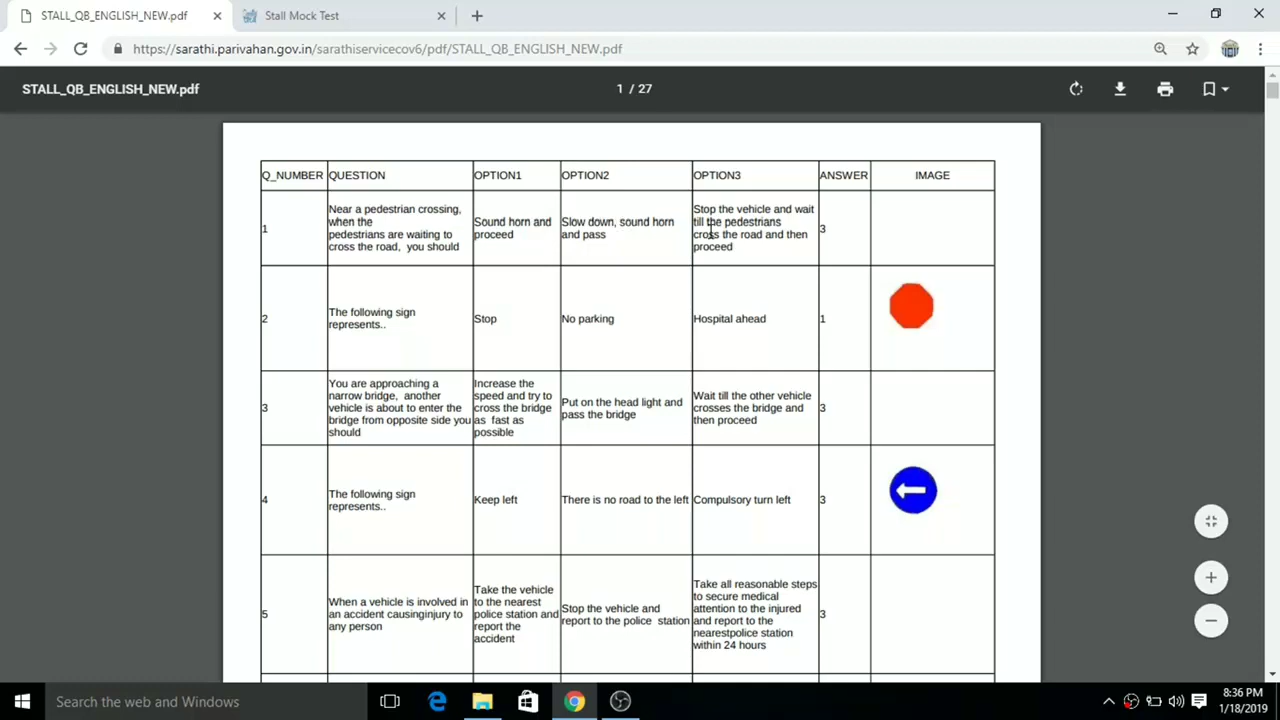 STALL_QB_ENGLISH_NEW.pdf
Stall Mock Test
https://sarathi.parivahan.gov.in/sarathiservicecov6/pdf/STALL_QB_ENGLISH_NEW.pdf
STALL_QB_ENGLISH_NEW.pdf
1 / 27
Q_NUMBER QUESTION OPTION1 OPTION2 OPTION3 ANSWER IMAGE
1
Near a pedestrian crossing,
when the
pedestrians are waiting to
cross the road, you should
Sound horn and
proceed
Slow down, sound horn
and pass
Stop the vehicle and wait
till the pedestrians
cross the road and then
proceed
3
2
The following sign
represents..
Stop
No parking
Hospital ahead
1
3
You are approaching a
narrow bridge, another
vehicle is about to enter the
bridge from opposite side you
should
Increase the
speed and try to
cross the bridge
as fast as
possible
Put on the head light and
pass the bridge
Wait till the other vehicle
crosses the bridge and
then proceed
3
4
The following sign
represents..
Keep left
There is no road to the left
Compulsory turn left
3
5
When a vehicle is involved in
an accident causinginjury to
any person
Take the vehicle
to the nearest
police station and
report the
accident
Stop the vehicle and
report to the police station
Take all reasonable steps
to secure medical
attention to the injured
and report to the
nearestpolice station
within 24 hours
3
Search the web and Windows
8:36 PM
1/18/2019